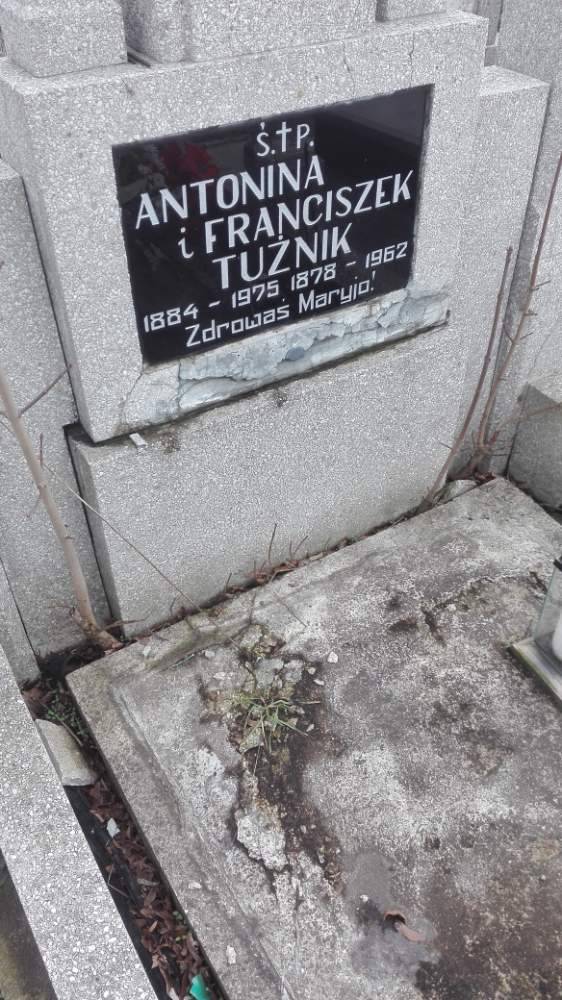 Ś.†P.
ANTONINA
i FRANCISZEK
TUŻNIK
1884 - 1975 1878 - 1962
Zdrowaś Maryjo!